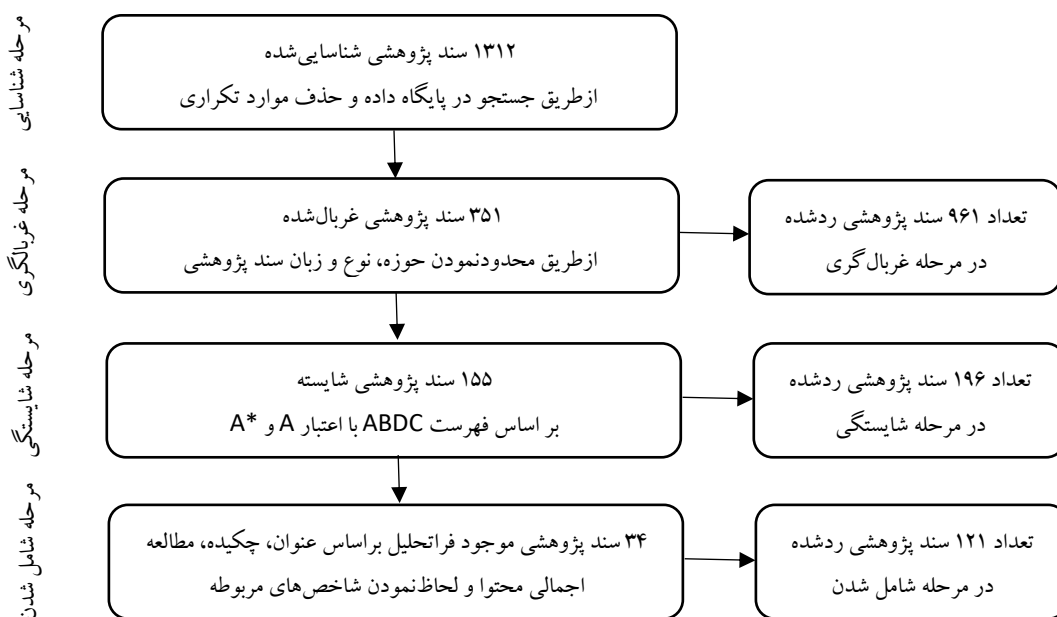 مرحله شناسایی
۱۳۱۲ سند پژوهشی شناسایی‌شده
ازطریق جستجو در پایگاه داده و حذف موارد تکراری
مرحله غربالگری
۳۵۱ سند پژوهشی غربال‌شده
ازطریق محدودنمودن حوزه، نوع و زبان سند پژوهشی
تعداد ۹۶۱ سند پژوهشی ردشده
در مرحله غربال‌گری
مرحله شایستگی
۱۵۵ سند پژوهشی شایسته
بر اساس فهرست ABDC با اعتبار A و A*
تعداد ۱۹۶ سند پژوهشی ردشده
در مرحله شایستگی
مرحله شامل شدن
۳۴ سند پژوهشی موجود فراتحلیل براساس عنوان، چکیده، مطالعه
اجمالی محتوا و لحاظ‌نمودن شاخص‌های مربوطه
تعداد ۱۲۱ سند پژوهشی ردشده
در مرحله شامل شدن